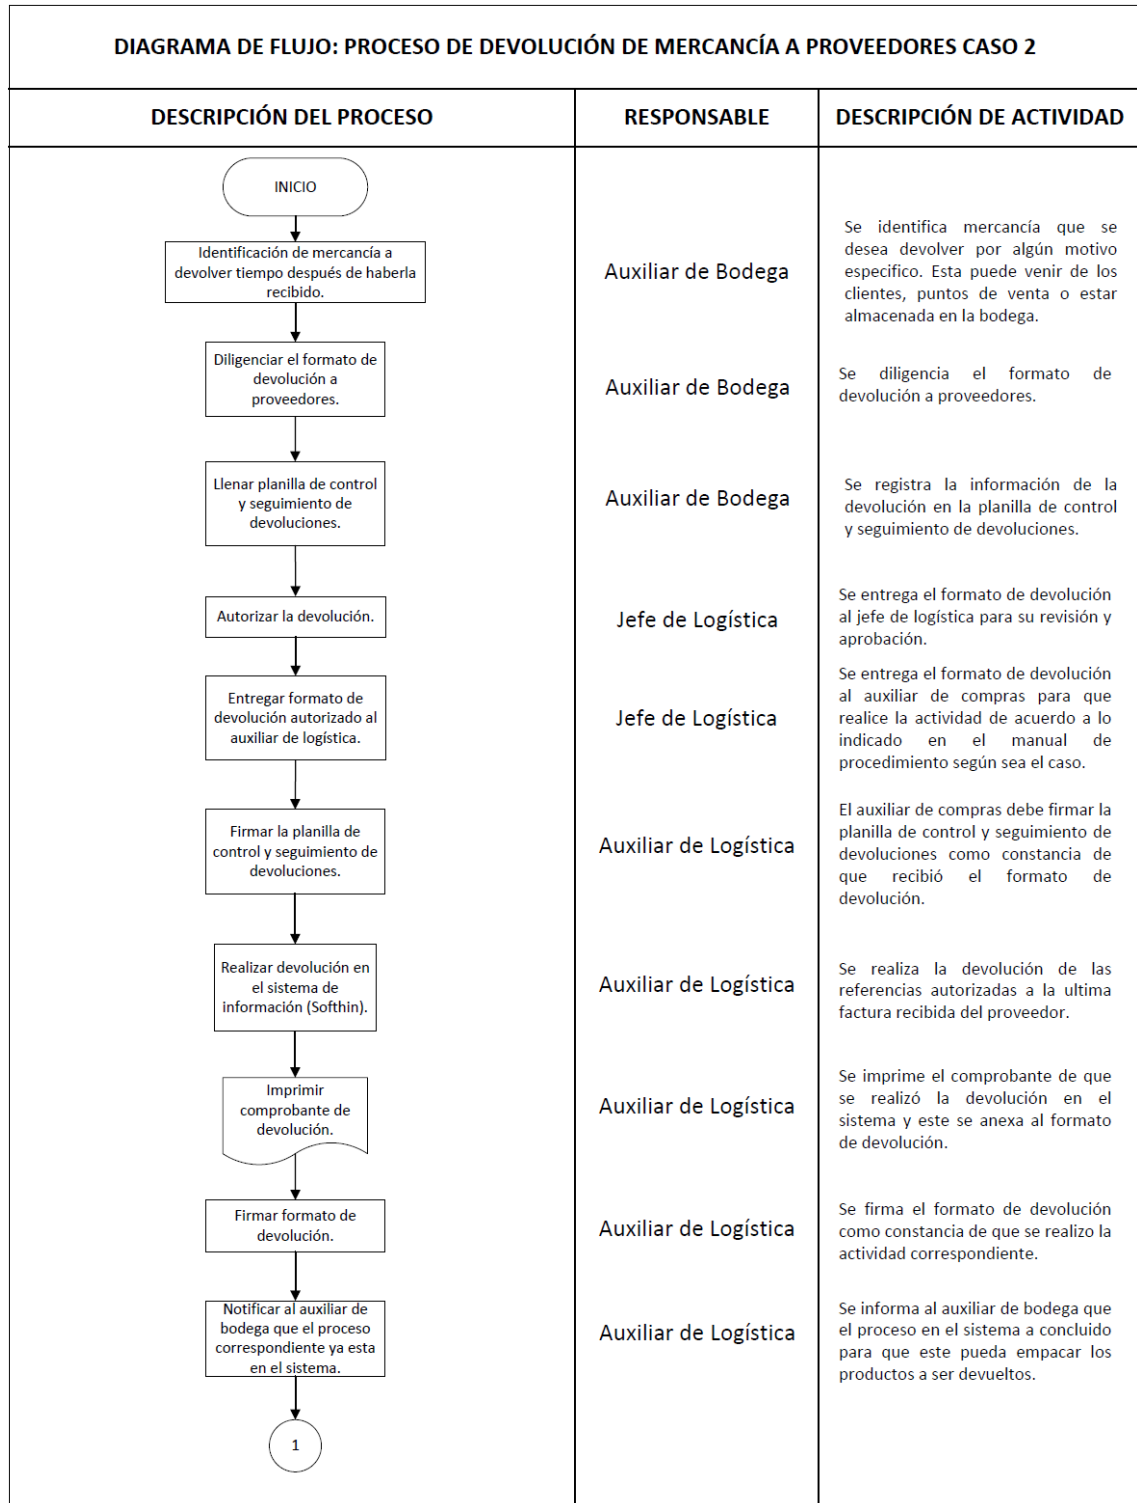 DIAGRAMA DE FLUJO: PROCESO DE DEVOLUCIÓN DE MERCANCÍA A PROVEEDORES CASO 2
DESCRIPCIÓN DEL PROCESO
RESPONSABLE
DESCRIPCIÓN DE ACTIVIDAD
INICIO
Identificación de mercancía a
devolver tiempo después de haberla
recibido.
Auxiliar de Bodega
Se identifica mercancía que se
desea devolver por algún motivo
especifico. Esta puede venir de los
clientes, puntos de venta o estar
almacenada en la bodega.
Diligenciar el formato de
devolución a
proveedores.
Auxiliar de Bodega
Se diligencia el formato de
devolución a proveedores.
Llenar planilla de control
y seguimiento de
devoluciones.
Auxiliar de Bodega
Se registra la información de la
devolución en la planilla de control
y seguimiento de devoluciones.
Autorizar la devolución.
Jefe de Logística
Se entrega el formato de devolución
al jefe de logística para su revisión y
aprobación.
Entregar formato de
devolución autorizado al
auxiliar de logística.
Jefe de Logística
Se entrega el formato de devolución
al auxiliar de compras para que
realice la actividad de acuerdo a lo
indicado en el manual de
procedimiento según sea el caso.
Firmar la planilla de
control y seguimiento de
devoluciones.
Auxiliar de Logística
El auxiliar de compras debe firmar la
planilla de control y seguimiento de
devoluciones como constancia de
que recibió el formato de
devolución.
Realizar devolución en
el sistema de
información (Softhin).
Auxiliar de Logística
Se realiza la devolución de las
referencias autorizadas a la ultima
factura recibida del proveedor.
Imprimir
comprobante de
devolución.
Auxiliar de Logística
Se imprime el comprobante de que
se realizó la devolución en el
sistema y este se anexa al formato
de devolución.
Firmar formato de
devolución.
Auxiliar de Logística
Se firma el formato de devolución
como constancia de que se realizo la
actividad correspondiente.
Notificar al auxiliar de
bodega que el proceso
correspondiente ya esta
en el sistema.
Auxiliar de Logística
Se informa al auxiliar de bodega que
el proceso en el sistema a concluido
para que este pueda empacar los
productos a ser devueltos.
1